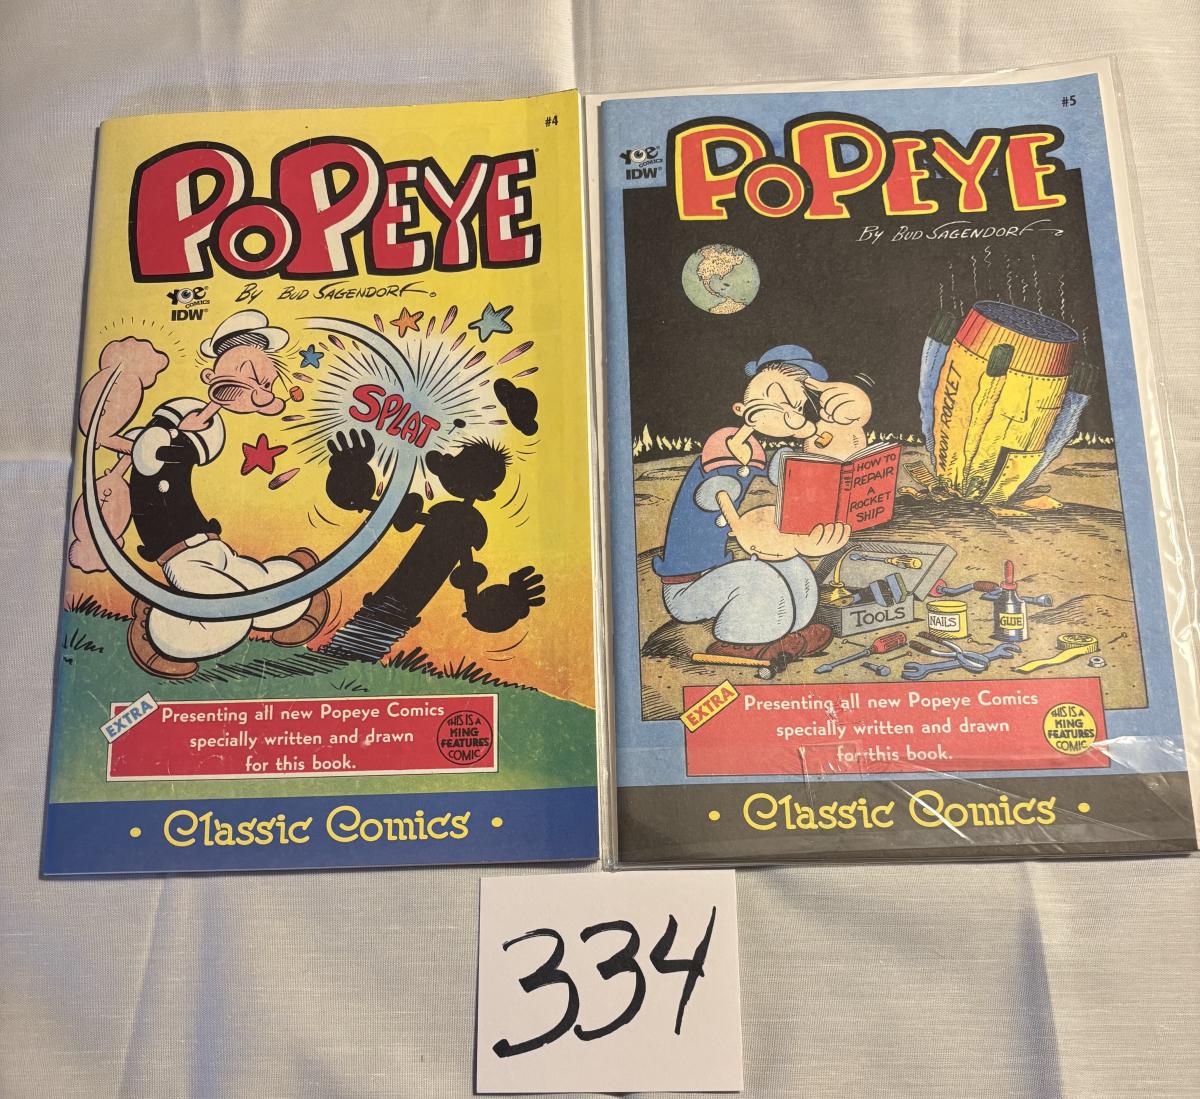 #4
POPEYE
YOE
COMICS
IDW
By BUD SAGENDORF
SPLAT
EXTRA
Presenting all new Popeye Comics
specially written and drawn
for this book.
THIS IS A
KING
FEATURES
COMIC
• Classic Comics •
#5
YOE
COMICS
IDW
POPEYE
By BUD SAGENDORF
MOON ROCKET
HOW TO
REPAIR
A
ROCKET
SHIP
TOOLS
NAILS
GLUE
EXTRA
Presenting all new Popeye Comics
specially written and drawn
for this book.
THIS IS A
KING
FEATURES
COMIC
• Classic Comics •
334